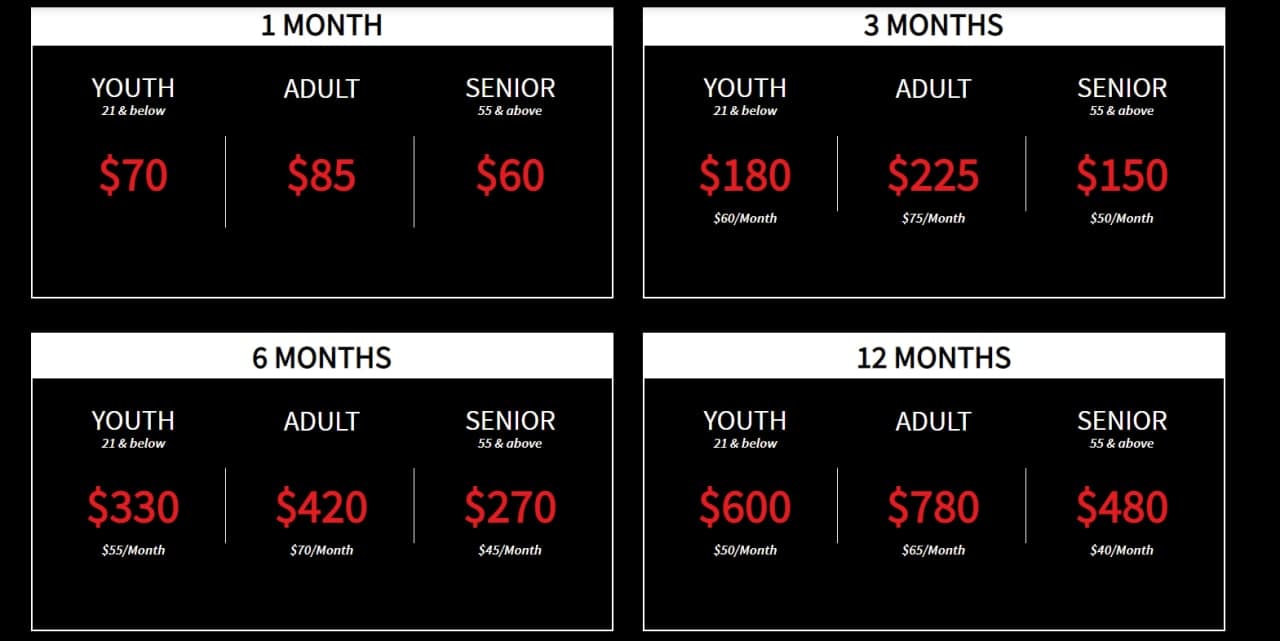 1 MONTH
YOUTH ADULT SENIOR
21 & below 55 & above
$70 $85 $60
3 MONTHS
YOUTH ADULT SENIOR
21 & below 55 & above
$180 $225 $150
$60/Month $75/Month $50/Month
6 MONTHS
YOUTH ADULT SENIOR
21 & below 55 & above
$330 $420 $270
$55/Month $70/Month $45/Month
12 MONTHS
YOUTH ADULT SENIOR
21 & below 55 & above
$600 $780 $480
$50/Month $65/Month $40/Month